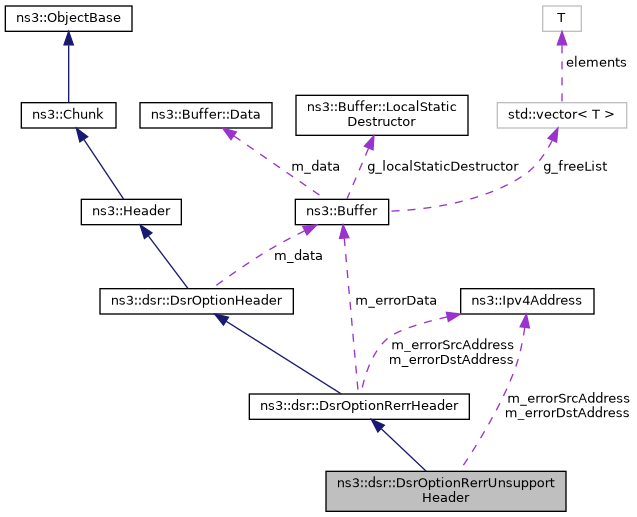 ns3::ObjectBase
T
elements
ns3::Chunk
ns3::Buffer::Data
ns3::Buffer::LocalStatic
Destructor
std::vector< T >
m_data
g_localStaticDestructor
g_freeList
ns3::Header
ns3::Buffer
m_data
ns3::dsr::DsrOptionHeader
m_errorData
ns3::Ipv4Address
m_errorSrcAddress
m_errorDstAddress
ns3::dsr::DsrOptionRerrHeader
m_errorSrcAddress
m_errorDstAddress
ns3::dsr::DsrOptionRerrUnsupport
Header